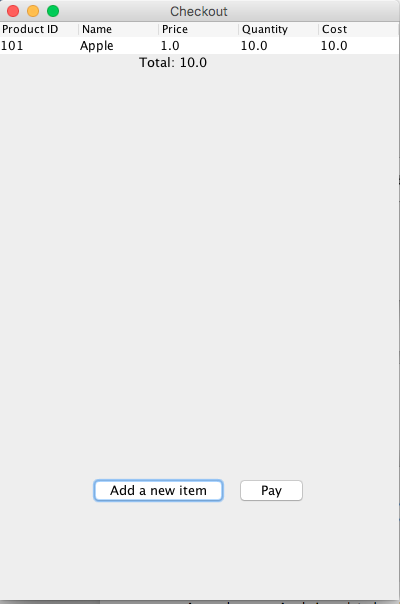 Checkout
Product ID Name Price Quantity Cost
101 Apple 1.0 10.0 10.0
Total: 10.0
Add a new item Pay